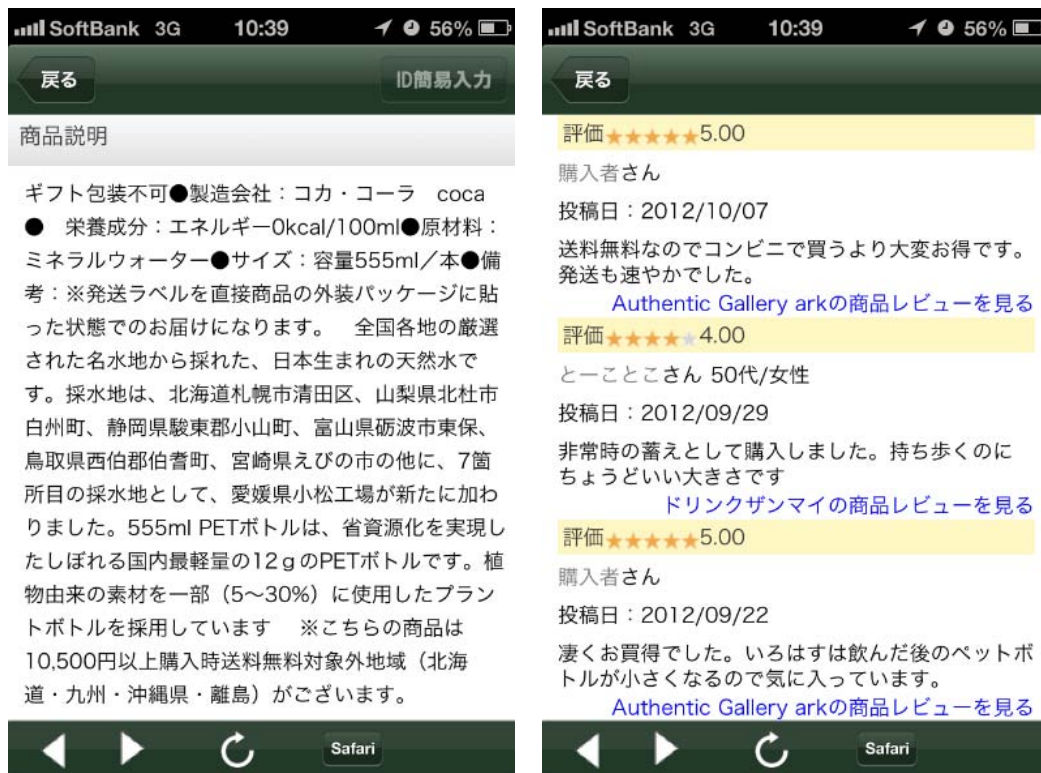 SoftBank 3G 10:39 56%
戻る ID簡易入力
商品説明
ギフト包装不可●製造会社：コカ・コーラ　coca
●　栄養成分：エネルギー0kcal/100ml●原材料：
ミネラルウォーター●サイズ：容量555ml／本●備
考：※発送ラベルを直接商品の外装パッケージに貼
った状態でのお届けになります。　全国各地の厳選
された名水地から採れた、日本生まれの天然水で
す。採水地は、北海道札幌市清田区、山梨県北杜市
白州町、静岡県駿東郡小山町、富山県砺波市東保、
鳥取県西伯郡伯耆町、宮崎県えびの市の他に、7箇
所目の採水地として、愛媛県小松工場が新たに加わ
りました。555ml PETボトルは、省資源化を実現し
たしぼれる国内最軽量の12ｇのPETボトルです。植
物由来の素材を一部（5〜30%）に使用したプラン
トボトルを採用しています　※こちらの商品は
10,500円以上購入時送料無料対象外地域（北海
道・九州・沖縄県・離島）がございます。
Safari
SoftBank 3G 10:39 56%
戻る
評価★★★★★5.00
購入者さん
投稿日：2012/10/07
送料無料なのでコンビニで買うより大変お得です。
発送も速やかでした。
Authentic Gallery arkの商品レビューを見る
評価★★★★★4.00
とーことこさん 50代/女性
投稿日：2012/09/29
非常時の蓄えとして購入しました。持ち歩くのに
ちょうどいい大きさです
ドリンクザンマイの商品レビューを見る
評価★★★★★5.00
購入者さん
投稿日：2012/09/22
凄くお買得でした。いろはすは飲んだ後のペットボ
トルが小さくなるので気に入っています。
Authentic Gallery arkの商品レビューを見る
Safari